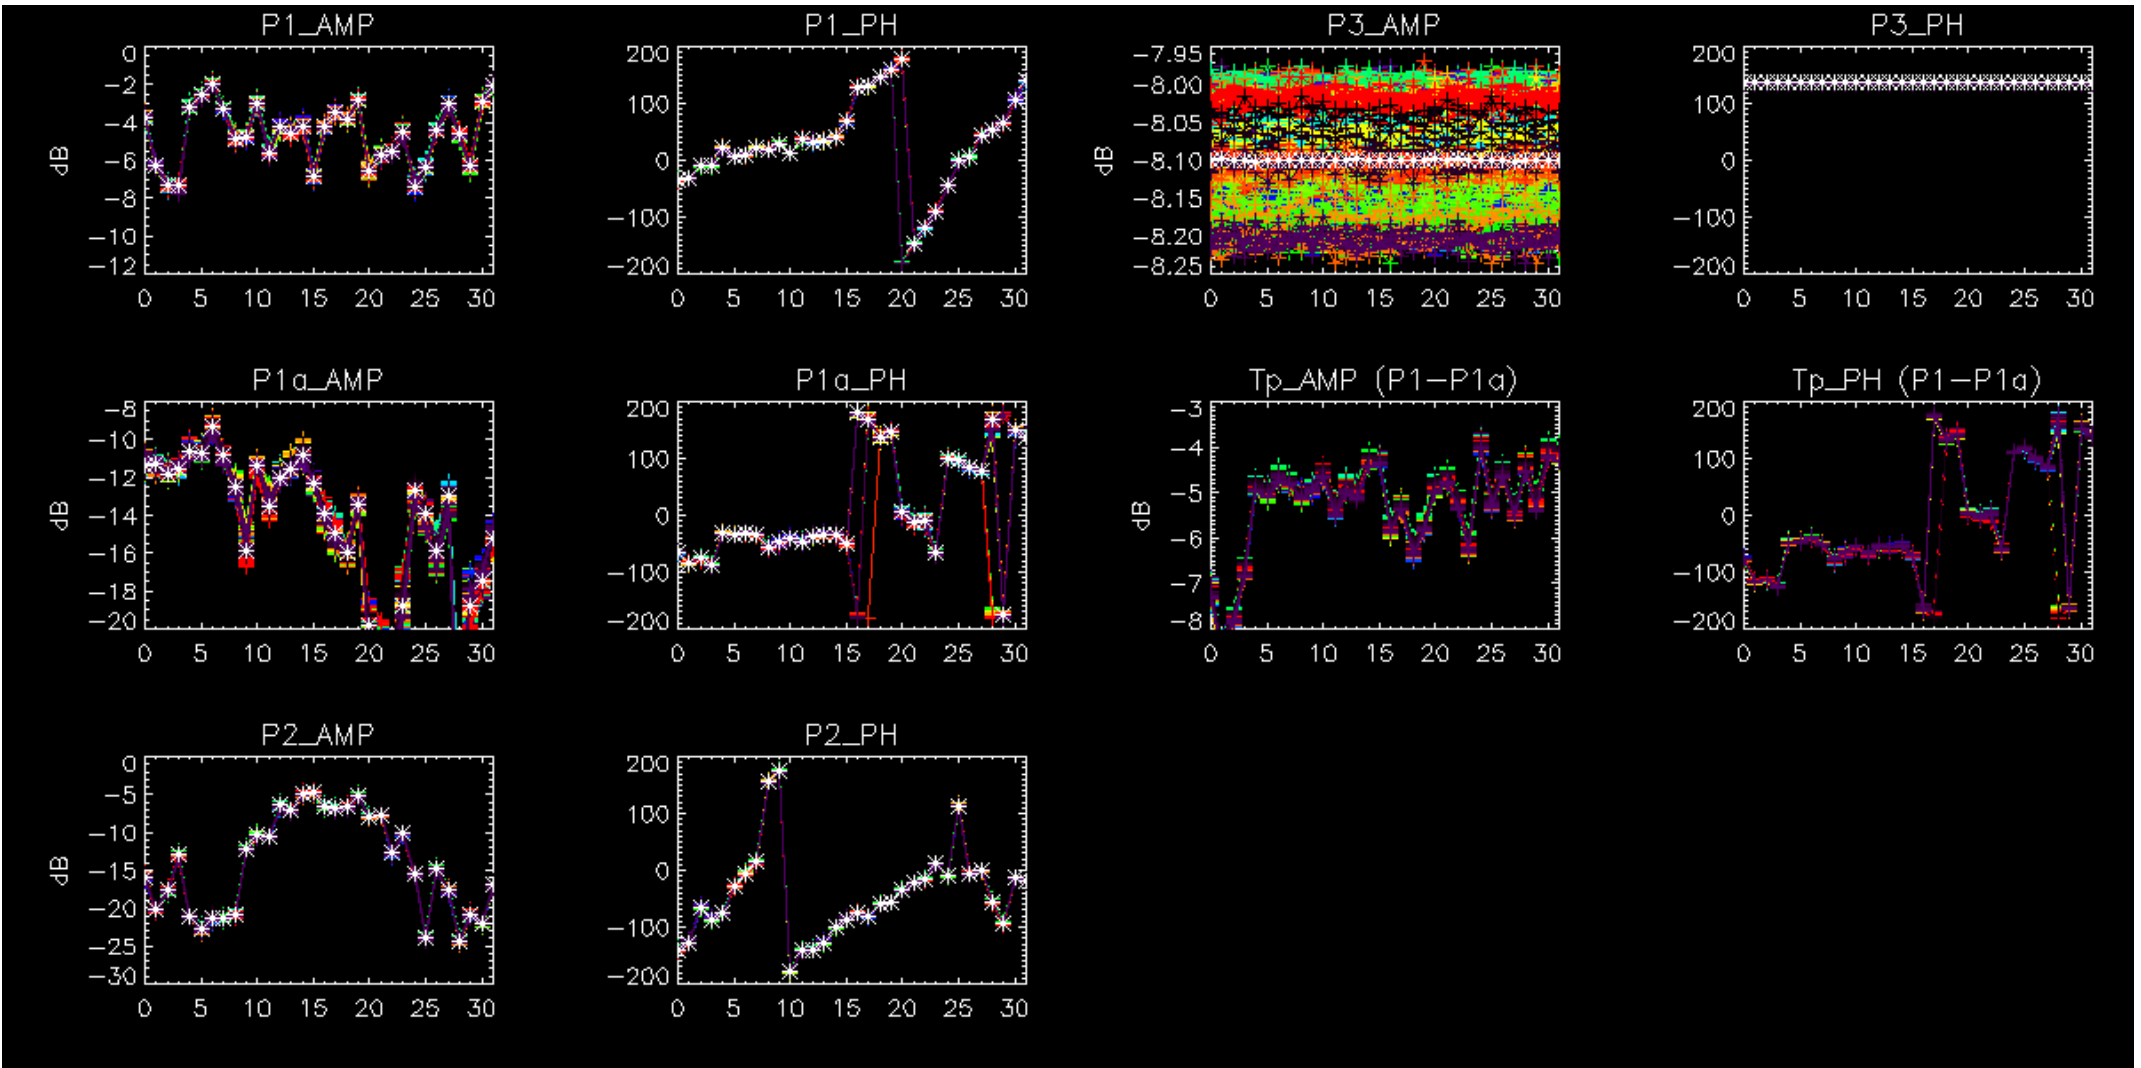 P1_AMP
P1_PH
P3_AMP
P3_PH
0
−2
−4
−6
−8
−10
−12
dB
0 5 10 15 20 25 30
200
100
0
−100
−200
0 5 10 15 20 25 30
−7.95
−8.00
−8.05
−8.10
−8.15
−8.20
−8.25
dB
0 5 10 15 20 25 30
200
100
0
−100
−200
0 5 10 15 20 25 30
P1a_AMP
P1a_PH
Tp_AMP (P1−P1a)
Tp_PH (P1−P1a)
−8
−10
−12
−14
−16
−18
−20
dB
0 5 10 15 20 25 30
200
100
0
−100
−200
0 5 10 15 20 25 30
−3
−4
−5
−6
−7
−8
dB
0 5 10 15 20 25 30
200
100
0
−100
−200
0 5 10 15 20 25 30
P2_AMP
P2_PH
0
−5
−10
−15
−20
−25
−30
dB
0 5 10 15 20 25 30
200
100
0
−100
−200
0 5 10 15 20 25 30